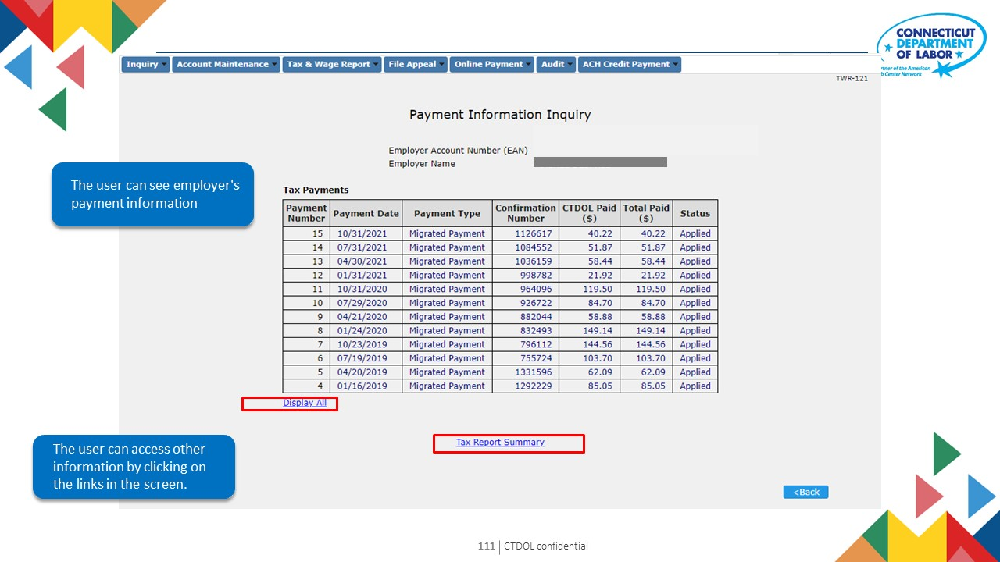 CONNECTICUT
DEPARTMENT
OF LABOR
rtner of the American
b Center Network
Inquiry Account Maintenance Tax & Wage Report File Appeal Online Payment Audit ACH Credit Payment
TWR-121
Payment Information Inquiry
Employer Account Number (EAN)
Employer Name
The user can see employer's
payment information
Tax Payments
Payment Number Payment Date Payment Type Confirmation Number CTDOL Paid ($) Total Paid ($) Status
15 10/31/2021 Migrated Payment 1126617 40.22 40.22 Applied
14 07/31/2021 Migrated Payment 1084552 51.87 51.87 Applied
13 04/30/2021 Migrated Payment 1036159 58.44 58.44 Applied
12 01/31/2021 Migrated Payment 998782 21.92 21.92 Applied
11 10/31/2020 Migrated Payment 964096 119.50 119.50 Applied
10 07/29/2020 Migrated Payment 926722 84.70 84.70 Applied
9 04/21/2020 Migrated Payment 882044 58.88 58.88 Applied
8 01/24/2020 Migrated Payment 832493 149.14 149.14 Applied
7 10/23/2019 Migrated Payment 796112 144.56 144.56 Applied
6 07/19/2019 Migrated Payment 755724 103.70 103.70 Applied
5 04/20/2019 Migrated Payment 1331596 62.09 62.09 Applied
4 01/16/2019 Migrated Payment 1292229 85.05 85.05 Applied
Display All
Tax Report Summary
The user can access other
information by clicking on
the links in the screen.
<Back
111 CTDOL confidential